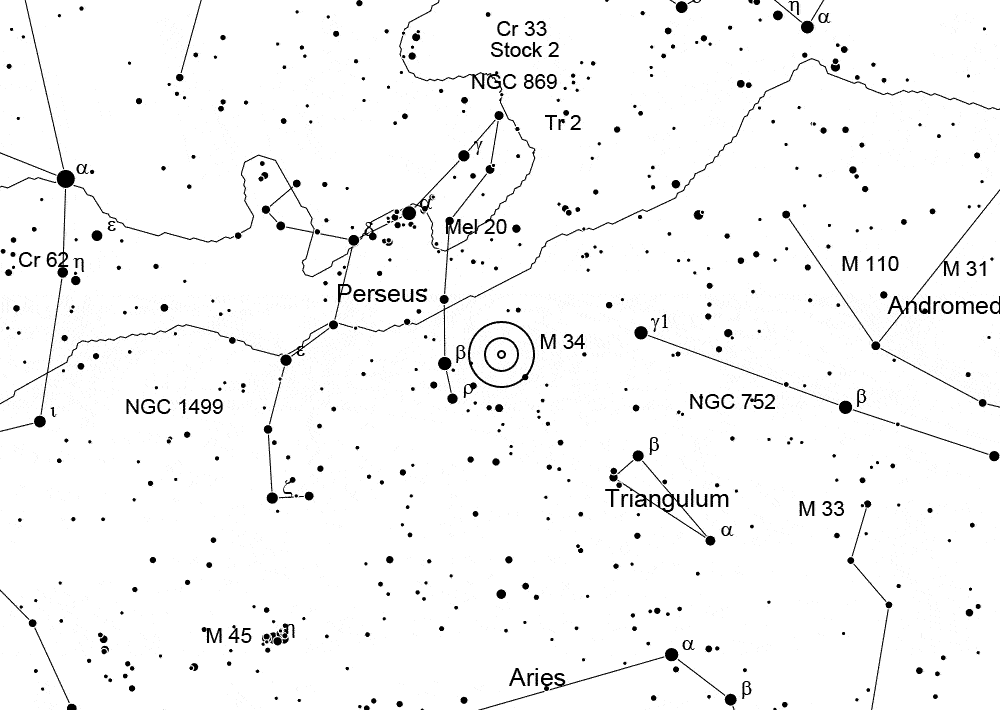 η
α
Cr 33
Stock 2
NGC 869
Tr 2
γ
α
α
ε
δ
Mel 20
Cr 62
η
M 110
M 31
Perseus
Andromed
γ1
M 34
ε
β
β
ρ
NGC 1499
NGC 752
ι
β
ζ
Triangulum
M 33
α
M 45
η
α
Aries
β